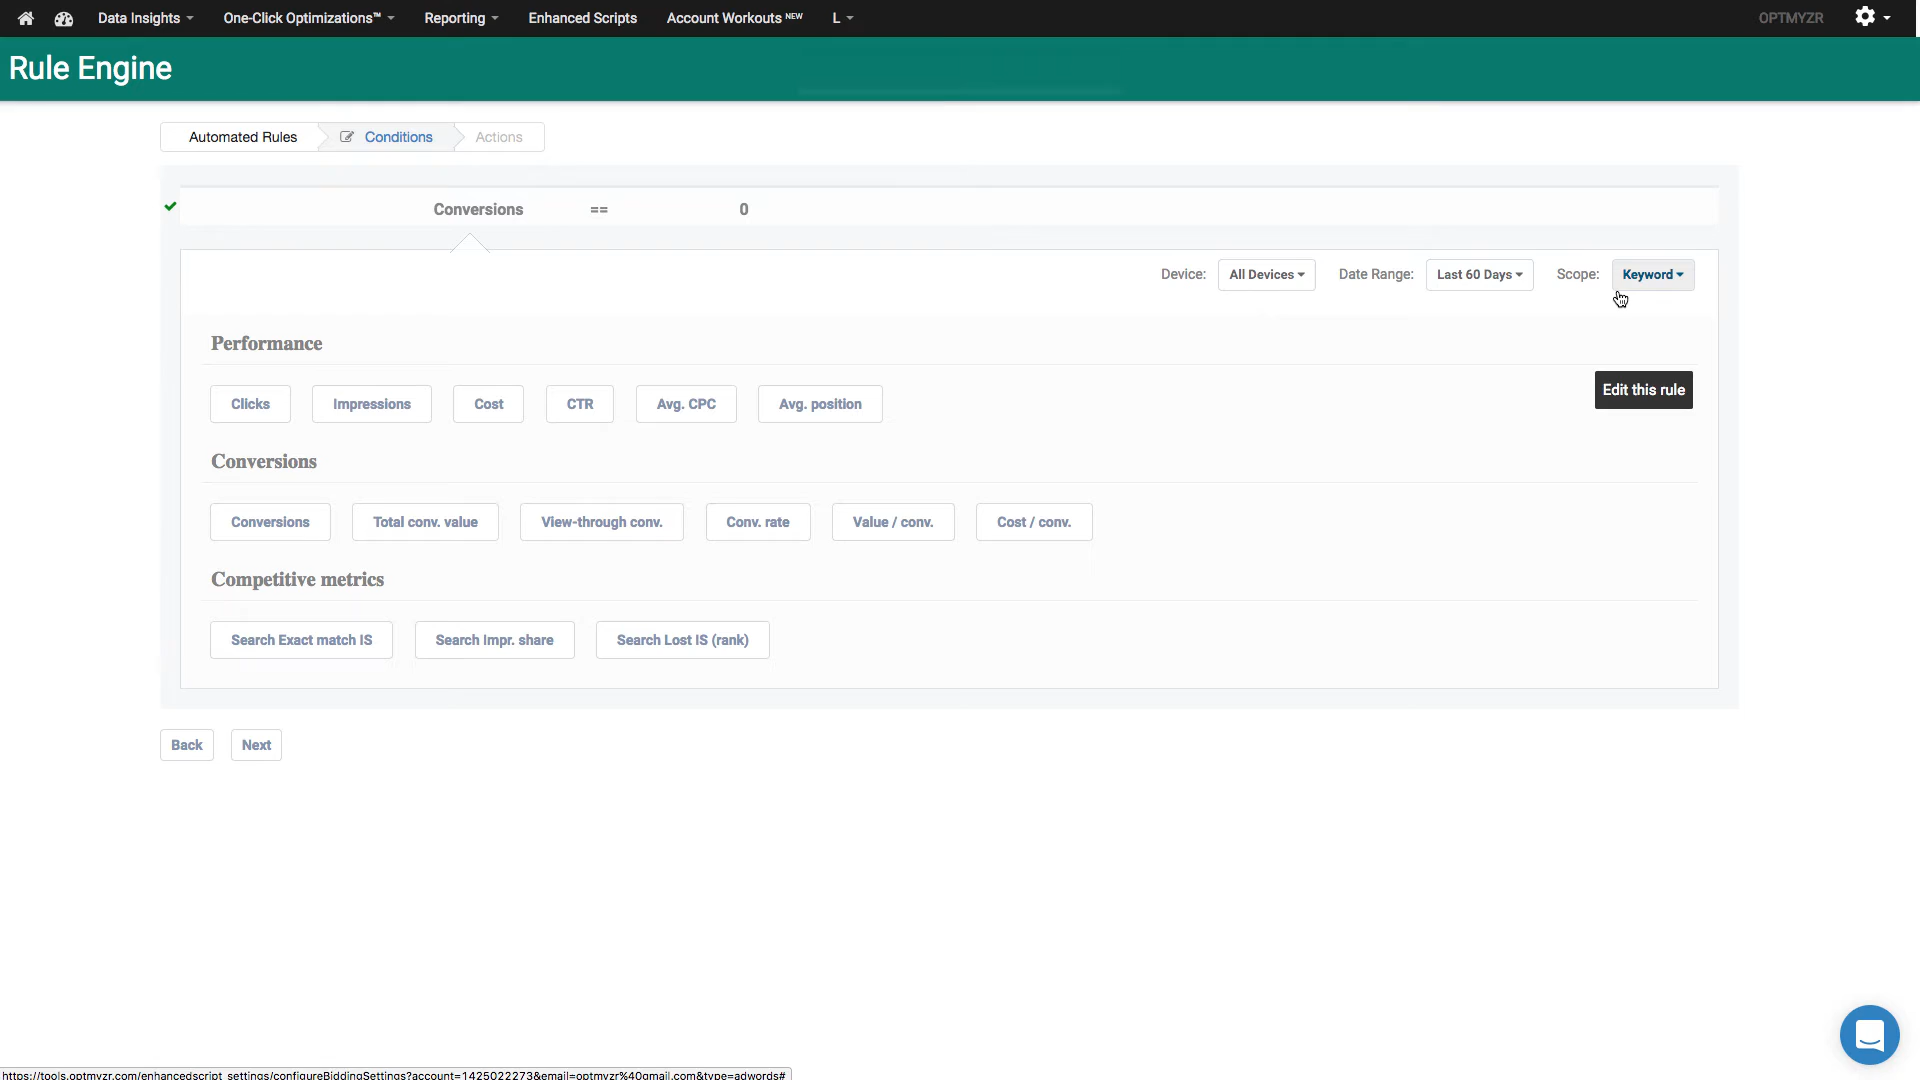 Data Insights One-Click Optimizations™ Reporting Enhanced Scripts Account Workouts NEW L OPTMYZR
Rule Engine
Automated Rules Conditions Actions
Conversions == 0
Device: All Devices Date Range: Last 60 Days Scope: Keyword
Performance
Edit this rule
Clicks Impressions Cost CTR Avg. CPC Avg. position
Conversions
Conversions Total conv. value View-through conv. Conv. rate Value / conv. Cost / conv.
Competitive metrics
Search Exact match IS Search Impr. share Search Lost IS (rank)
Back Next
https://tools.optmyzr.com/enhancedscript_settings/configureBiddingSettings?account=1425022273&email=optmyzr%40gmail.com&type=adwords#